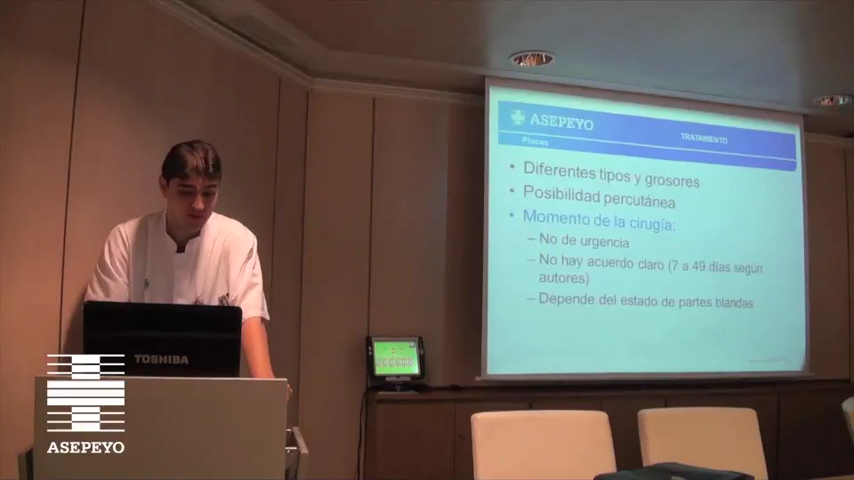 ASEPEYO
TRATAMIENTO
Placas
• Diferentes tipos y grosores
• Posibilidad percutánea
• Momento de la cirugía:
– No de urgencia
– No hay acuerdo claro (7 a 49 días según
autores)
– Depende del estado de partes blandas
TOSHIBA
ASEPEYO